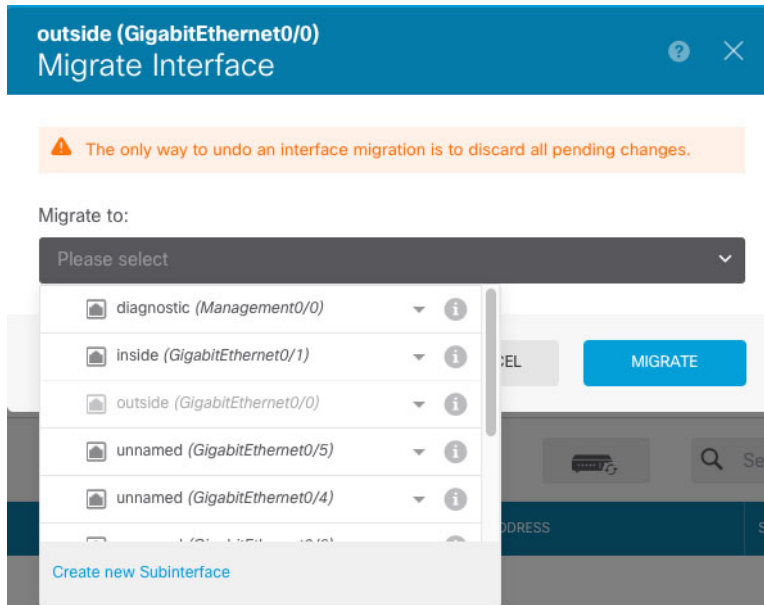 outside (GigabitEthernet0/0)
Migrate Interface
The only way to undo an interface migration is to discard all pending changes.
Migrate to:
Please select
diagnostic (Management0/0)
inside (GigabitEthernet0/1)
outside (GigabitEthernet0/0)
unnamed (GigabitEthernet0/5)
unnamed (GigabitEthernet0/4)
Create new Subinterface
MIGRATE